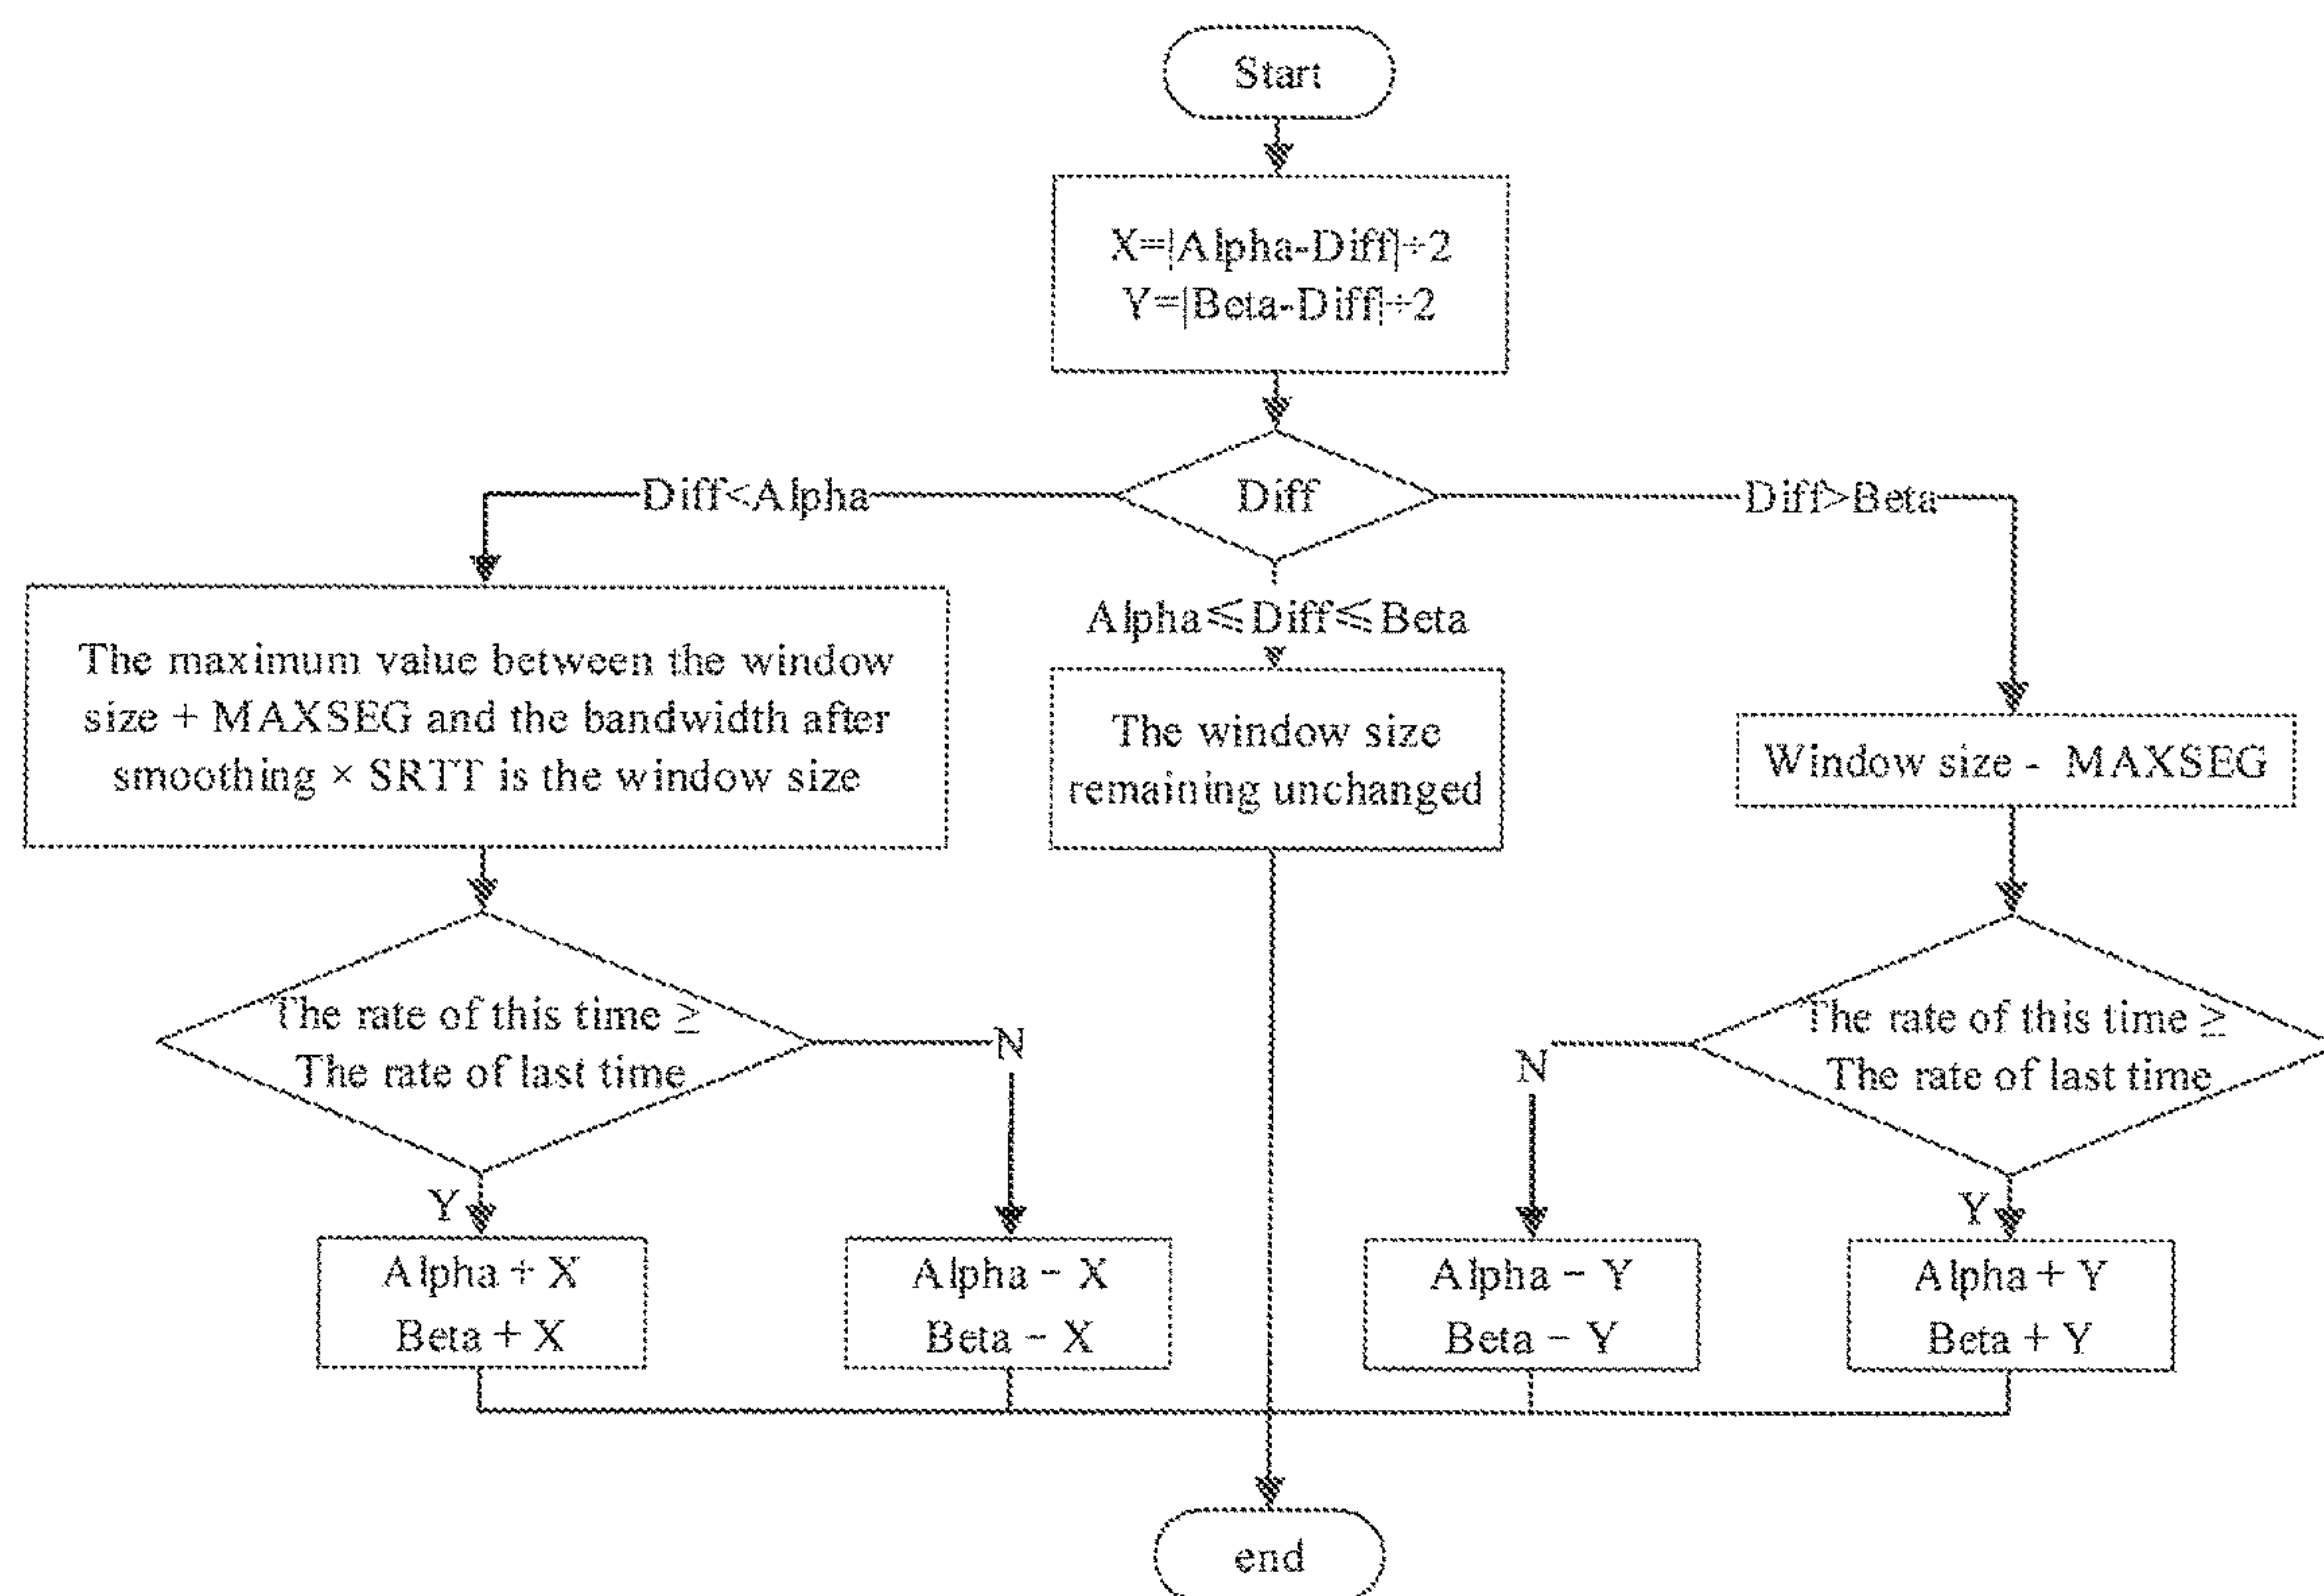 Start
X=|Alpha-Diff|÷2
Y=|Beta-Diff|÷2
Diff<Alpha
Diff
Diff>Beta
Alpha≤Diff≤Beta
The maximum value between the window
size + MAXSEG and the bandwidth after
smoothing × SRTT is the window size
The window size
remaining unchanged
Window size - MAXSEG
The rate of this time ≥
The rate of last time
N
Y
The rate of this time ≥
The rate of last time
N
Y
Alpha + X
Beta + X
Alpha - X
Beta - X
Alpha - Y
Beta - Y
Alpha + Y
Beta + Y
end